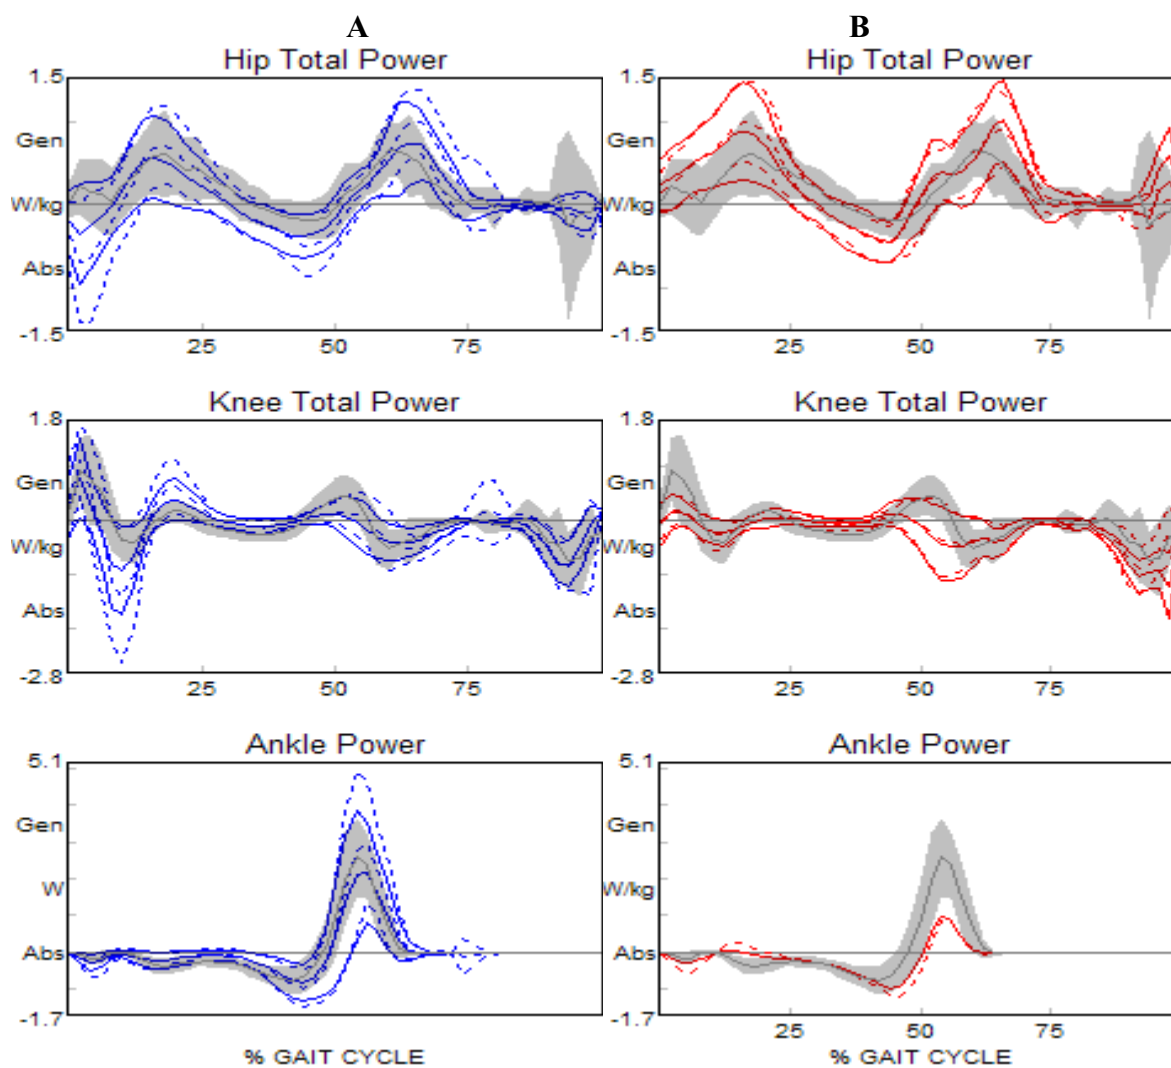 A B
Hip Total Power Hip Total Power
1.5 1.5
Gen Gen
W/kg W/kg
Abs Abs
-1.5 -1.5
25 50 75 25 50 75
Knee Total Power Knee Total Power
1.8 1.8
Gen Gen
W/kg W/kg
Abs Abs
-2.8 -2.8
25 50 75 25 50 75
Ankle Power Ankle Power
5.1 5.1
Gen Gen
W W/kg
Abs Abs
-1.7 -1.7
25 50 75
% GAIT CYCLE % GAIT CYCLE